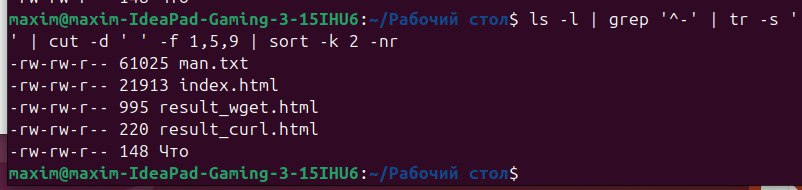 maxim@maxim-IdeaPad-Gaming-3-15IHU6:~/Рабочий стол$ ls -l | grep '^-' | tr -s '
' | cut -d ' ' -f 1,5,9 | sort -k 2 -nr
-rw-rw-r-- 61025 man.txt
-rw-rw-r-- 21913 index.html
-rw-rw-r-- 995 result_wget.html
-rw-rw-r-- 220 result_curl.html
-rw-rw-r-- 148 Что
maxim@maxim-IdeaPad-Gaming-3-15IHU6:~/Рабочий стол$